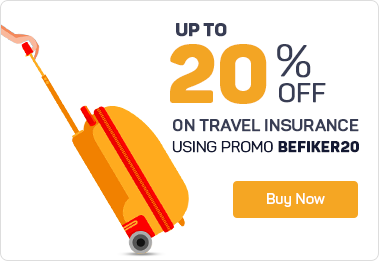 UP TO
20% OFF
ON TRAVEL INSURANCE
USING PROMO BEFIKER20
Buy Now